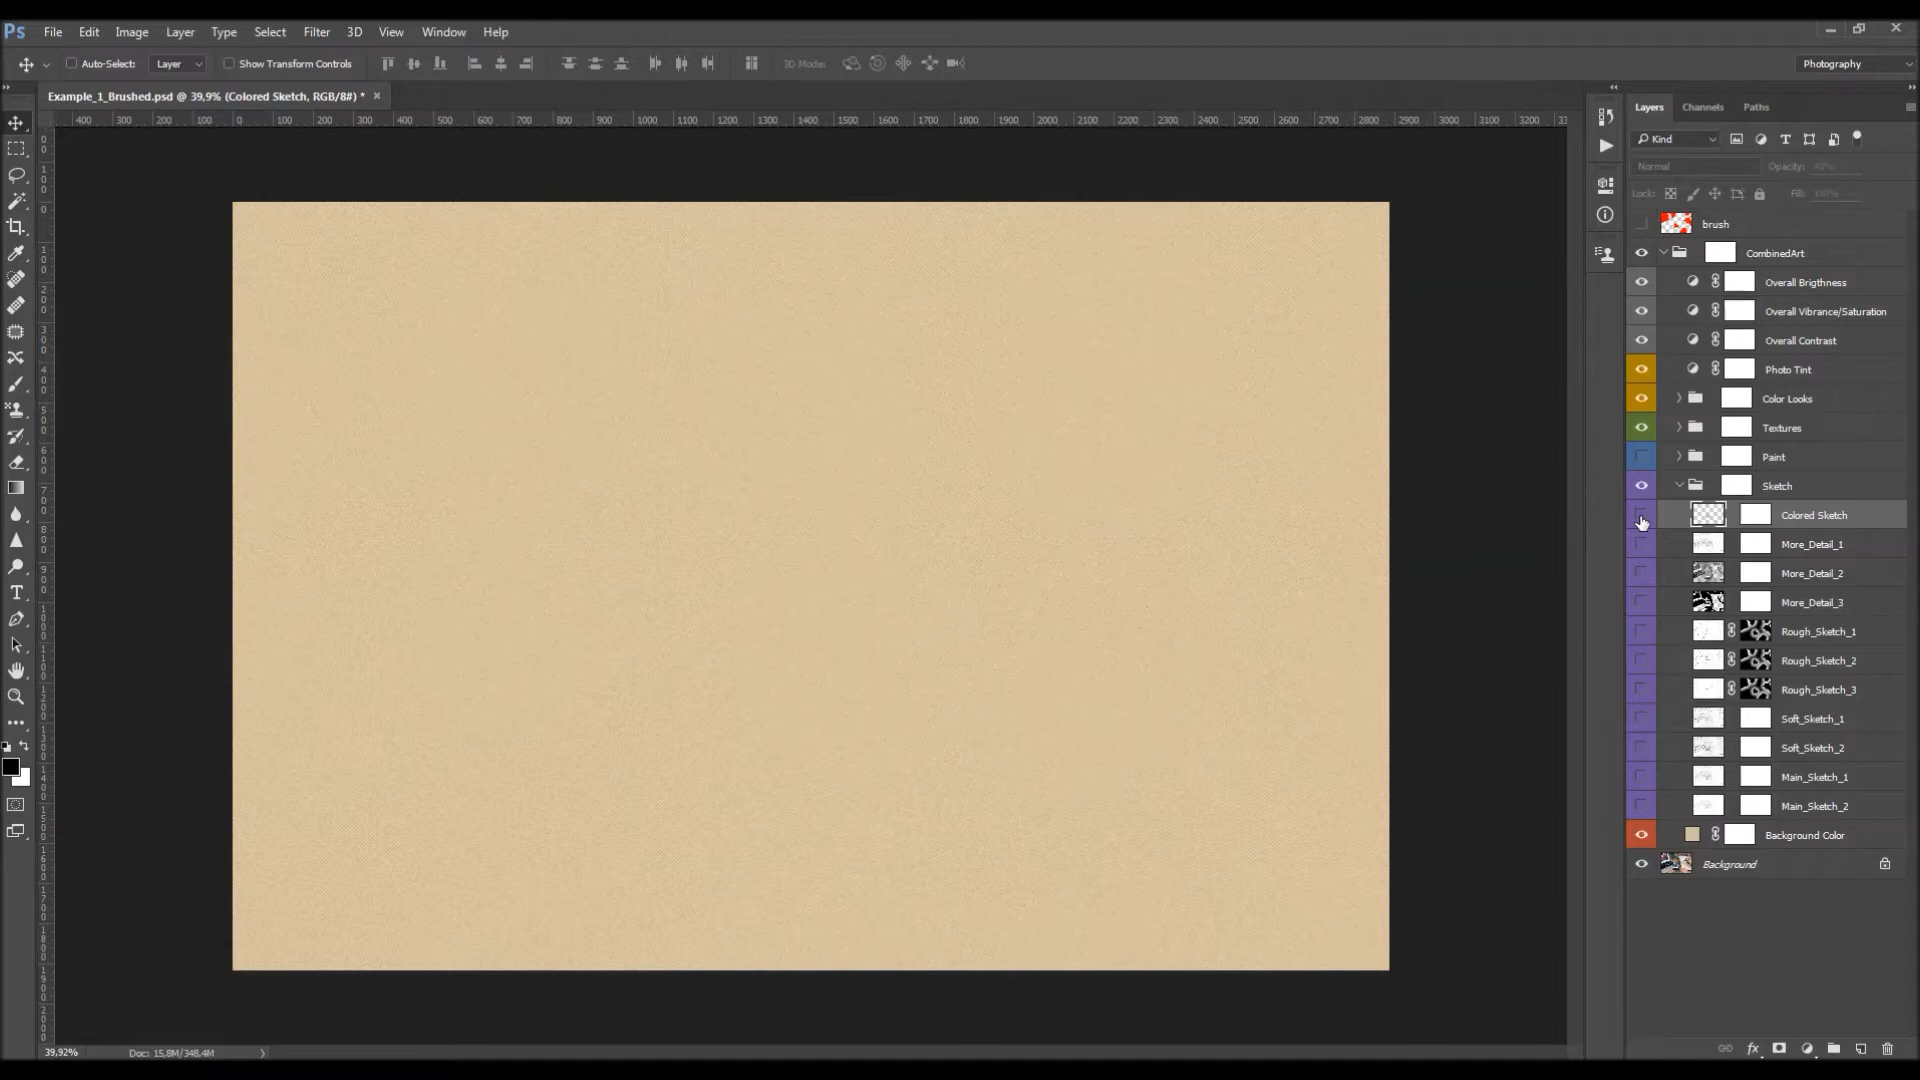 Ps File Edit Image Layer Type Select Filter 3D View Window Help
Auto-Select: Layer Show Transform Controls 3D Mode: Photography
Example_1_Brushed.psd @ 39,9% (Colored Sketch, RGB/8#) * ×
400 300 200 100 0 100 200 300 400 500 600 700 800 900 1000 1100 1200 1300 1400 1500 1600 1700 1800 1900 2000 2100 2200 2300 2400 2500 2600 2700 2800 2900 3000 3100 3200
Layers Channels Paths
Kind
Normal Opacity: 40%
Lock: Fill: 100%
brush
CombinedArt
Overall Brigthness
Overall Vibrance/Saturation
Overall Contrast
Photo Tint
Color Looks
Textures
Paint
Sketch
Colored Sketch
More_Detail_1
More_Detail_2
More_Detail_3
Rough_Sketch_1
Rough_Sketch_2
Rough_Sketch_3
Soft_Sketch_1
Soft_Sketch_2
Main_Sketch_1
Main_Sketch_2
Background Color
Background
39,92% Doc: 15,8M/348,4M